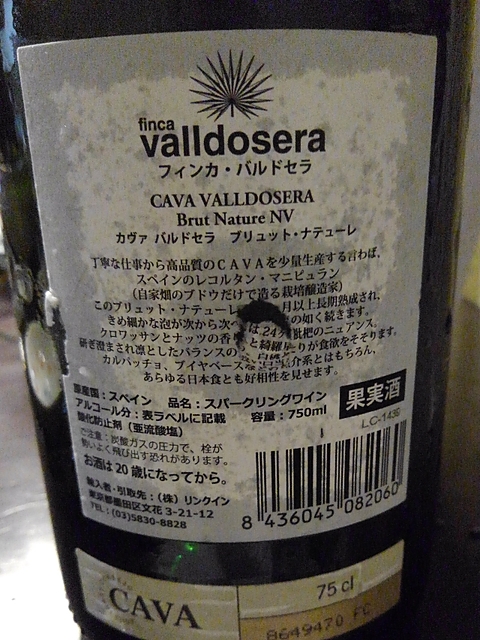 finca
valldosera
フィンカ・バルドセラ
CAVA VALLDOSERA
Brut Nature NV
カヴァ バルドセラ ブリュット・ナチューレ
丁寧な仕事から高品質のCAVAを少量生産する言わば、
スペインのレコルタン・マニピュラン
(自家畑のブドウだけで造る栽培醸造家)
このブリュット・ナチューレ 月以上長期熟成され、
きめ細かな泡が次から次へ の如く続きます。
クロワッサンとナッツの香 は、24 枇杷のニュアンス。
研ぎ澄まされ凛としたバランスの が食欲をそそります。
カルパッチョ、ブイヤベース 介系とはもちろん、
あらゆる日本食とも好相性を見せます。
原産国:スペイン 品名:スパークリングワイン
アルコール分:表ラベルに記載 容量:750ml
酸化防止剤(亜流酸塩)
果実酒
LC-143
ご注意:炭酸ガスの圧力で、栓が
勢いよく飛び出す恐れがあります。
お酒は20歳になってから。
輸入者・引取先:(株)リンクイン
東京都墨田区文花3-21-12
TEL:(03)5830-8828
8 436045 082060
CAVA
75 cl
8649470 FC